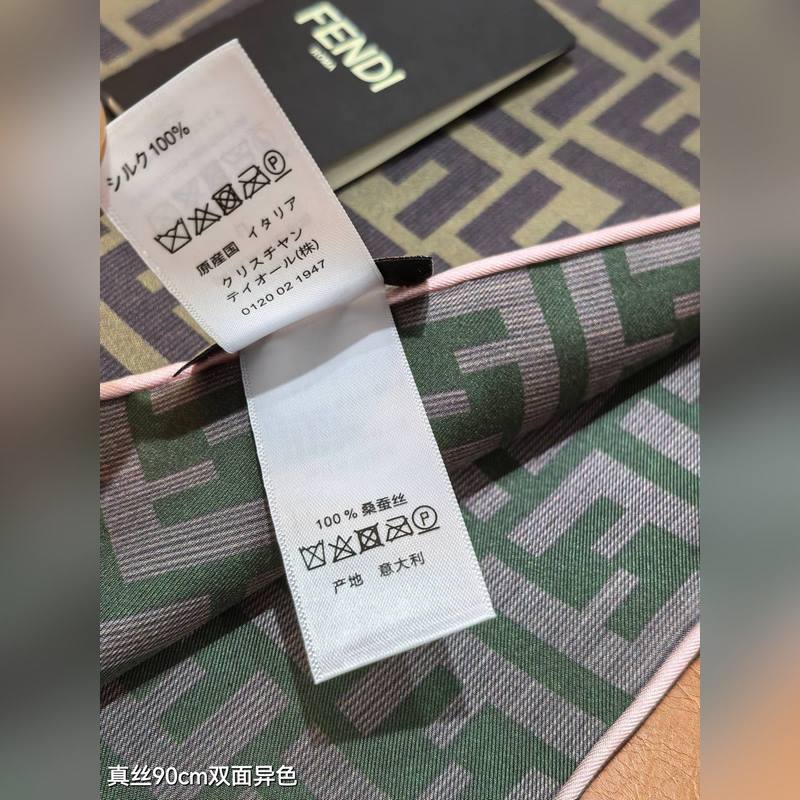 FENDI
ROMA
シルク100%
P
原産国 イタリア
クリスチャン
ディオール(株)
0120 02 1947
100%桑蚕丝
P
产地 意大利
真丝90cm双面异色